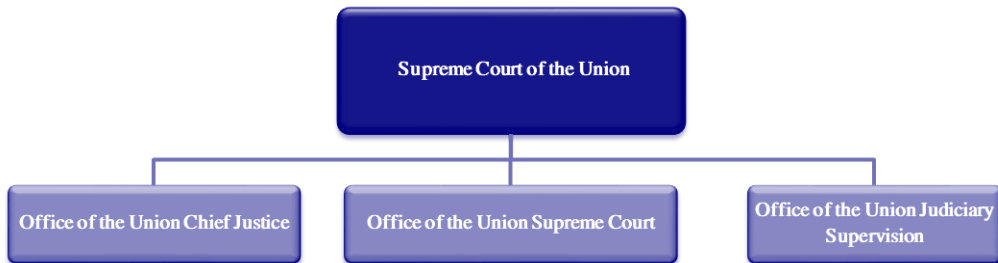 Supreme Court of the Union
Office of the Union Chief Justice
Office of the Union Supreme Court
Office of the Union Judiciary
Supervision